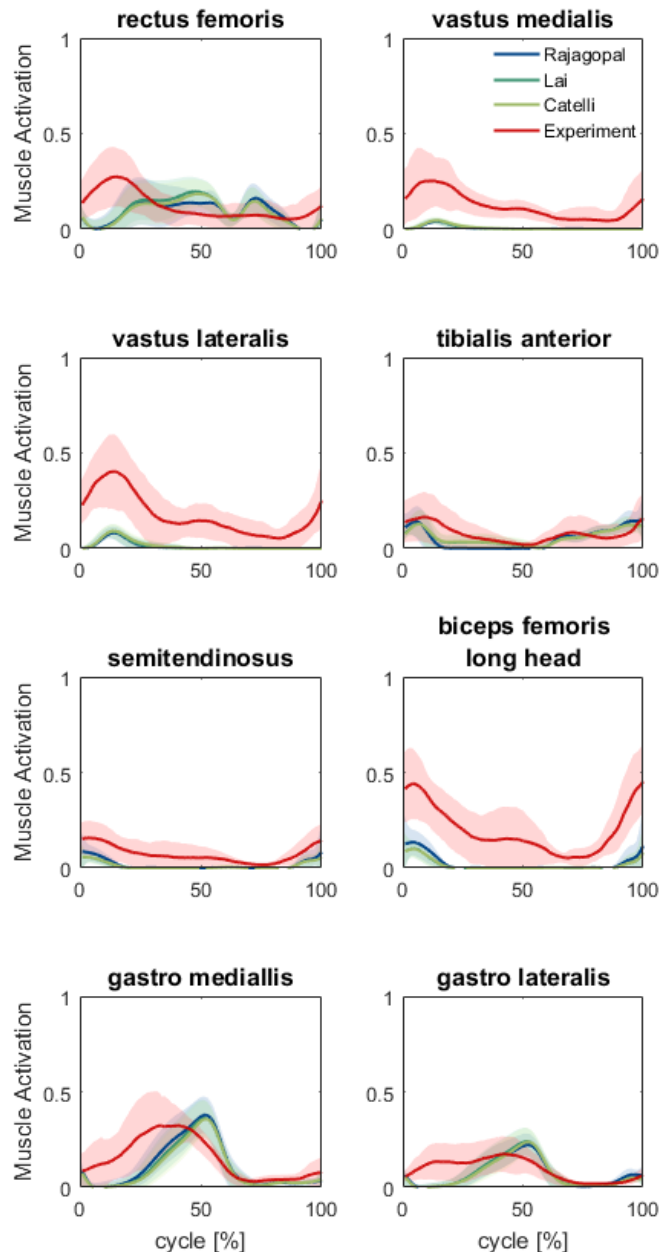 rectus femoris
vastus medialis
Muscle Activation
1
0.5
0
0
50
100
1
0.5
0
0
50
100
Rajagopal
Lai
Catelli
Experiment
vastus lateralis
tibialis anterior
Muscle Activation
1
0.5
0
0
50
100
1
0.5
0
0
50
100
semitendinosus
biceps femoris
long head
Muscle Activation
1
0.5
0
0
50
100
1
0.5
0
0
50
100
gastro mediallis
gastro lateralis
Muscle Activation
1
0.5
0
0
50
100
cycle [%]
1
0.5
0
0
50
100
cycle [%]